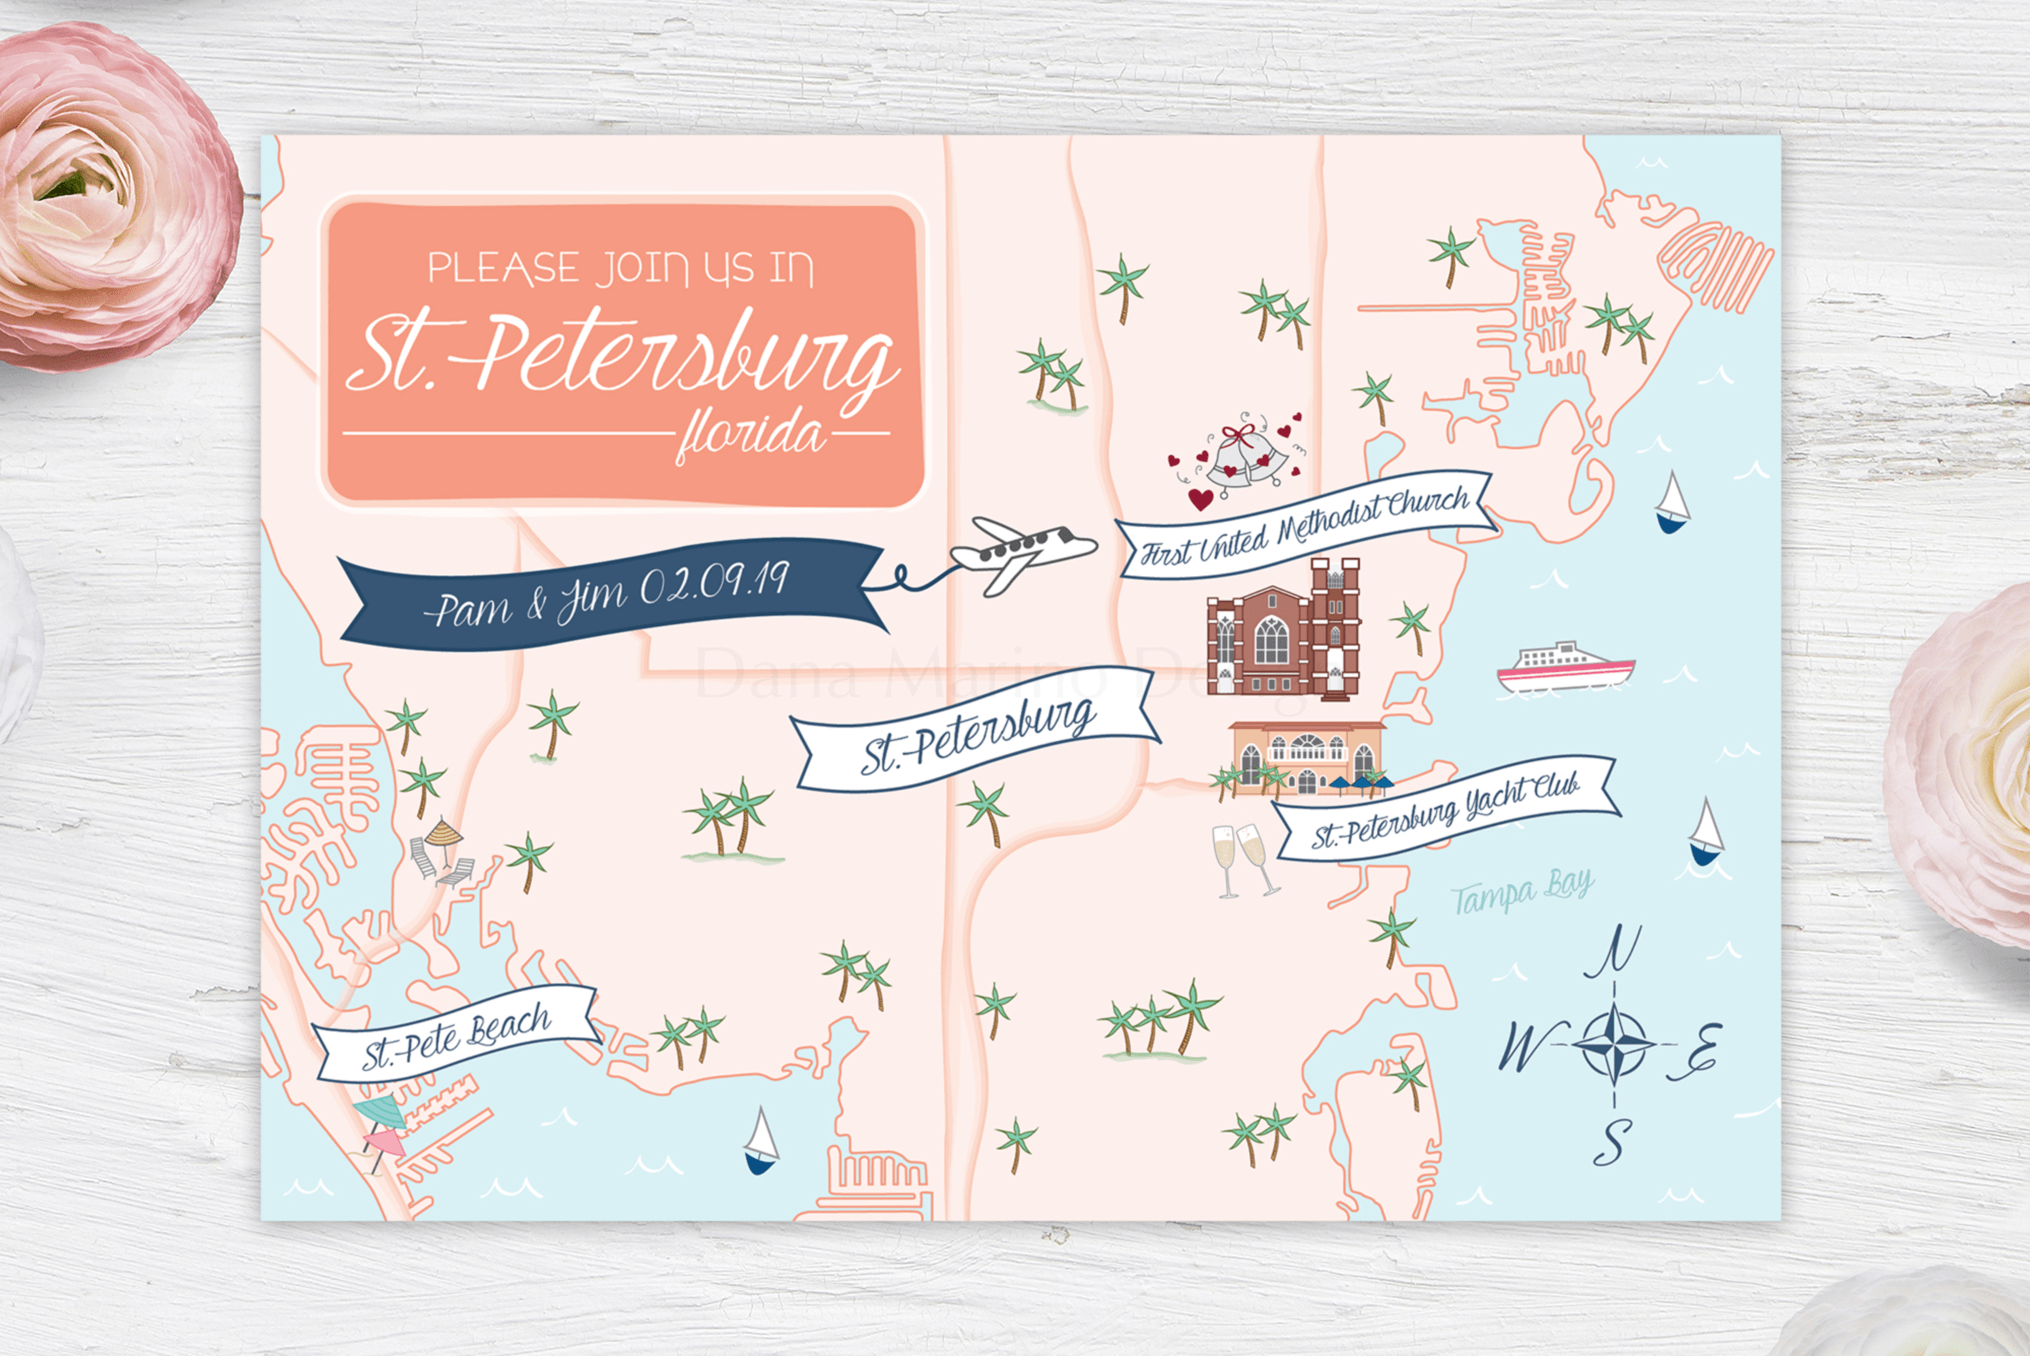 PLEASE JOIN US IN
St. Petersburg
florida
Pam & Jim 02.09.19
First United Methodist Church
Dana Marino De
St. Petersburg
St. Petersburg Yacht Club
Tampa Bay
N
W E
S
St. Pete Beach